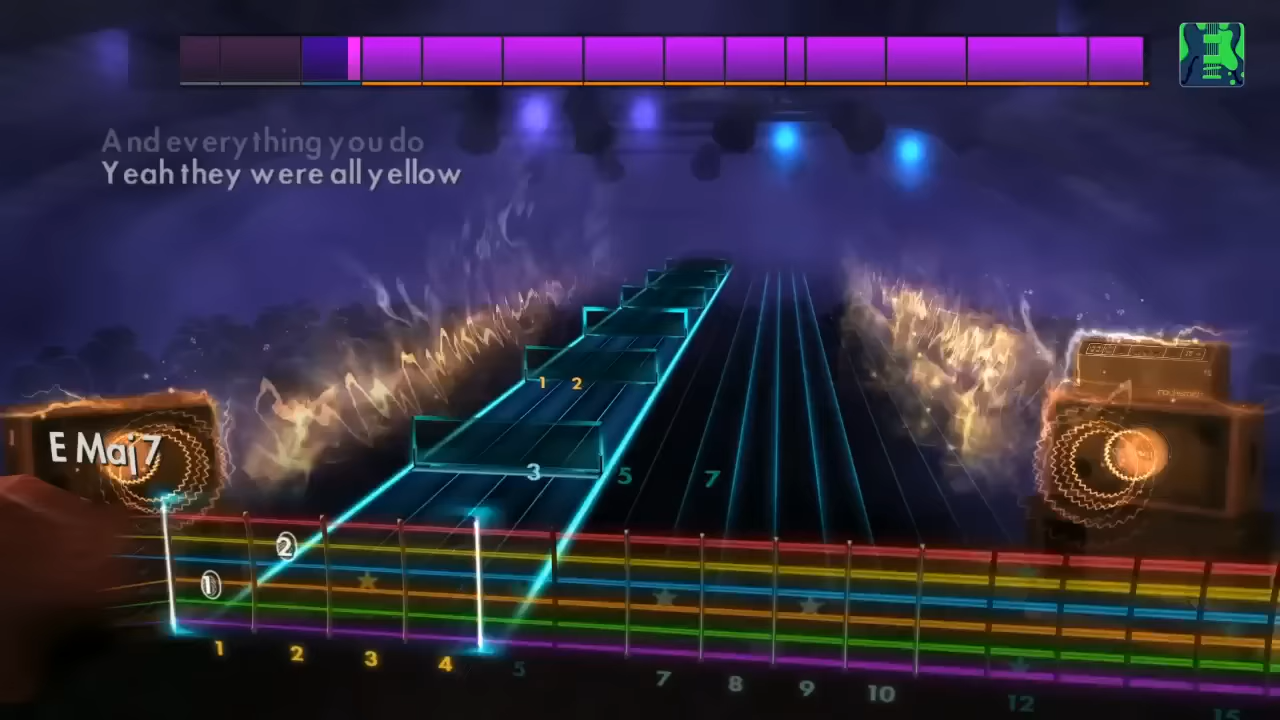 And everything you do
Yeah they were all yellow
1 2
E Maj7
3 5 7
2
1
1 2 3 4 5 7 8 9 10 12 15